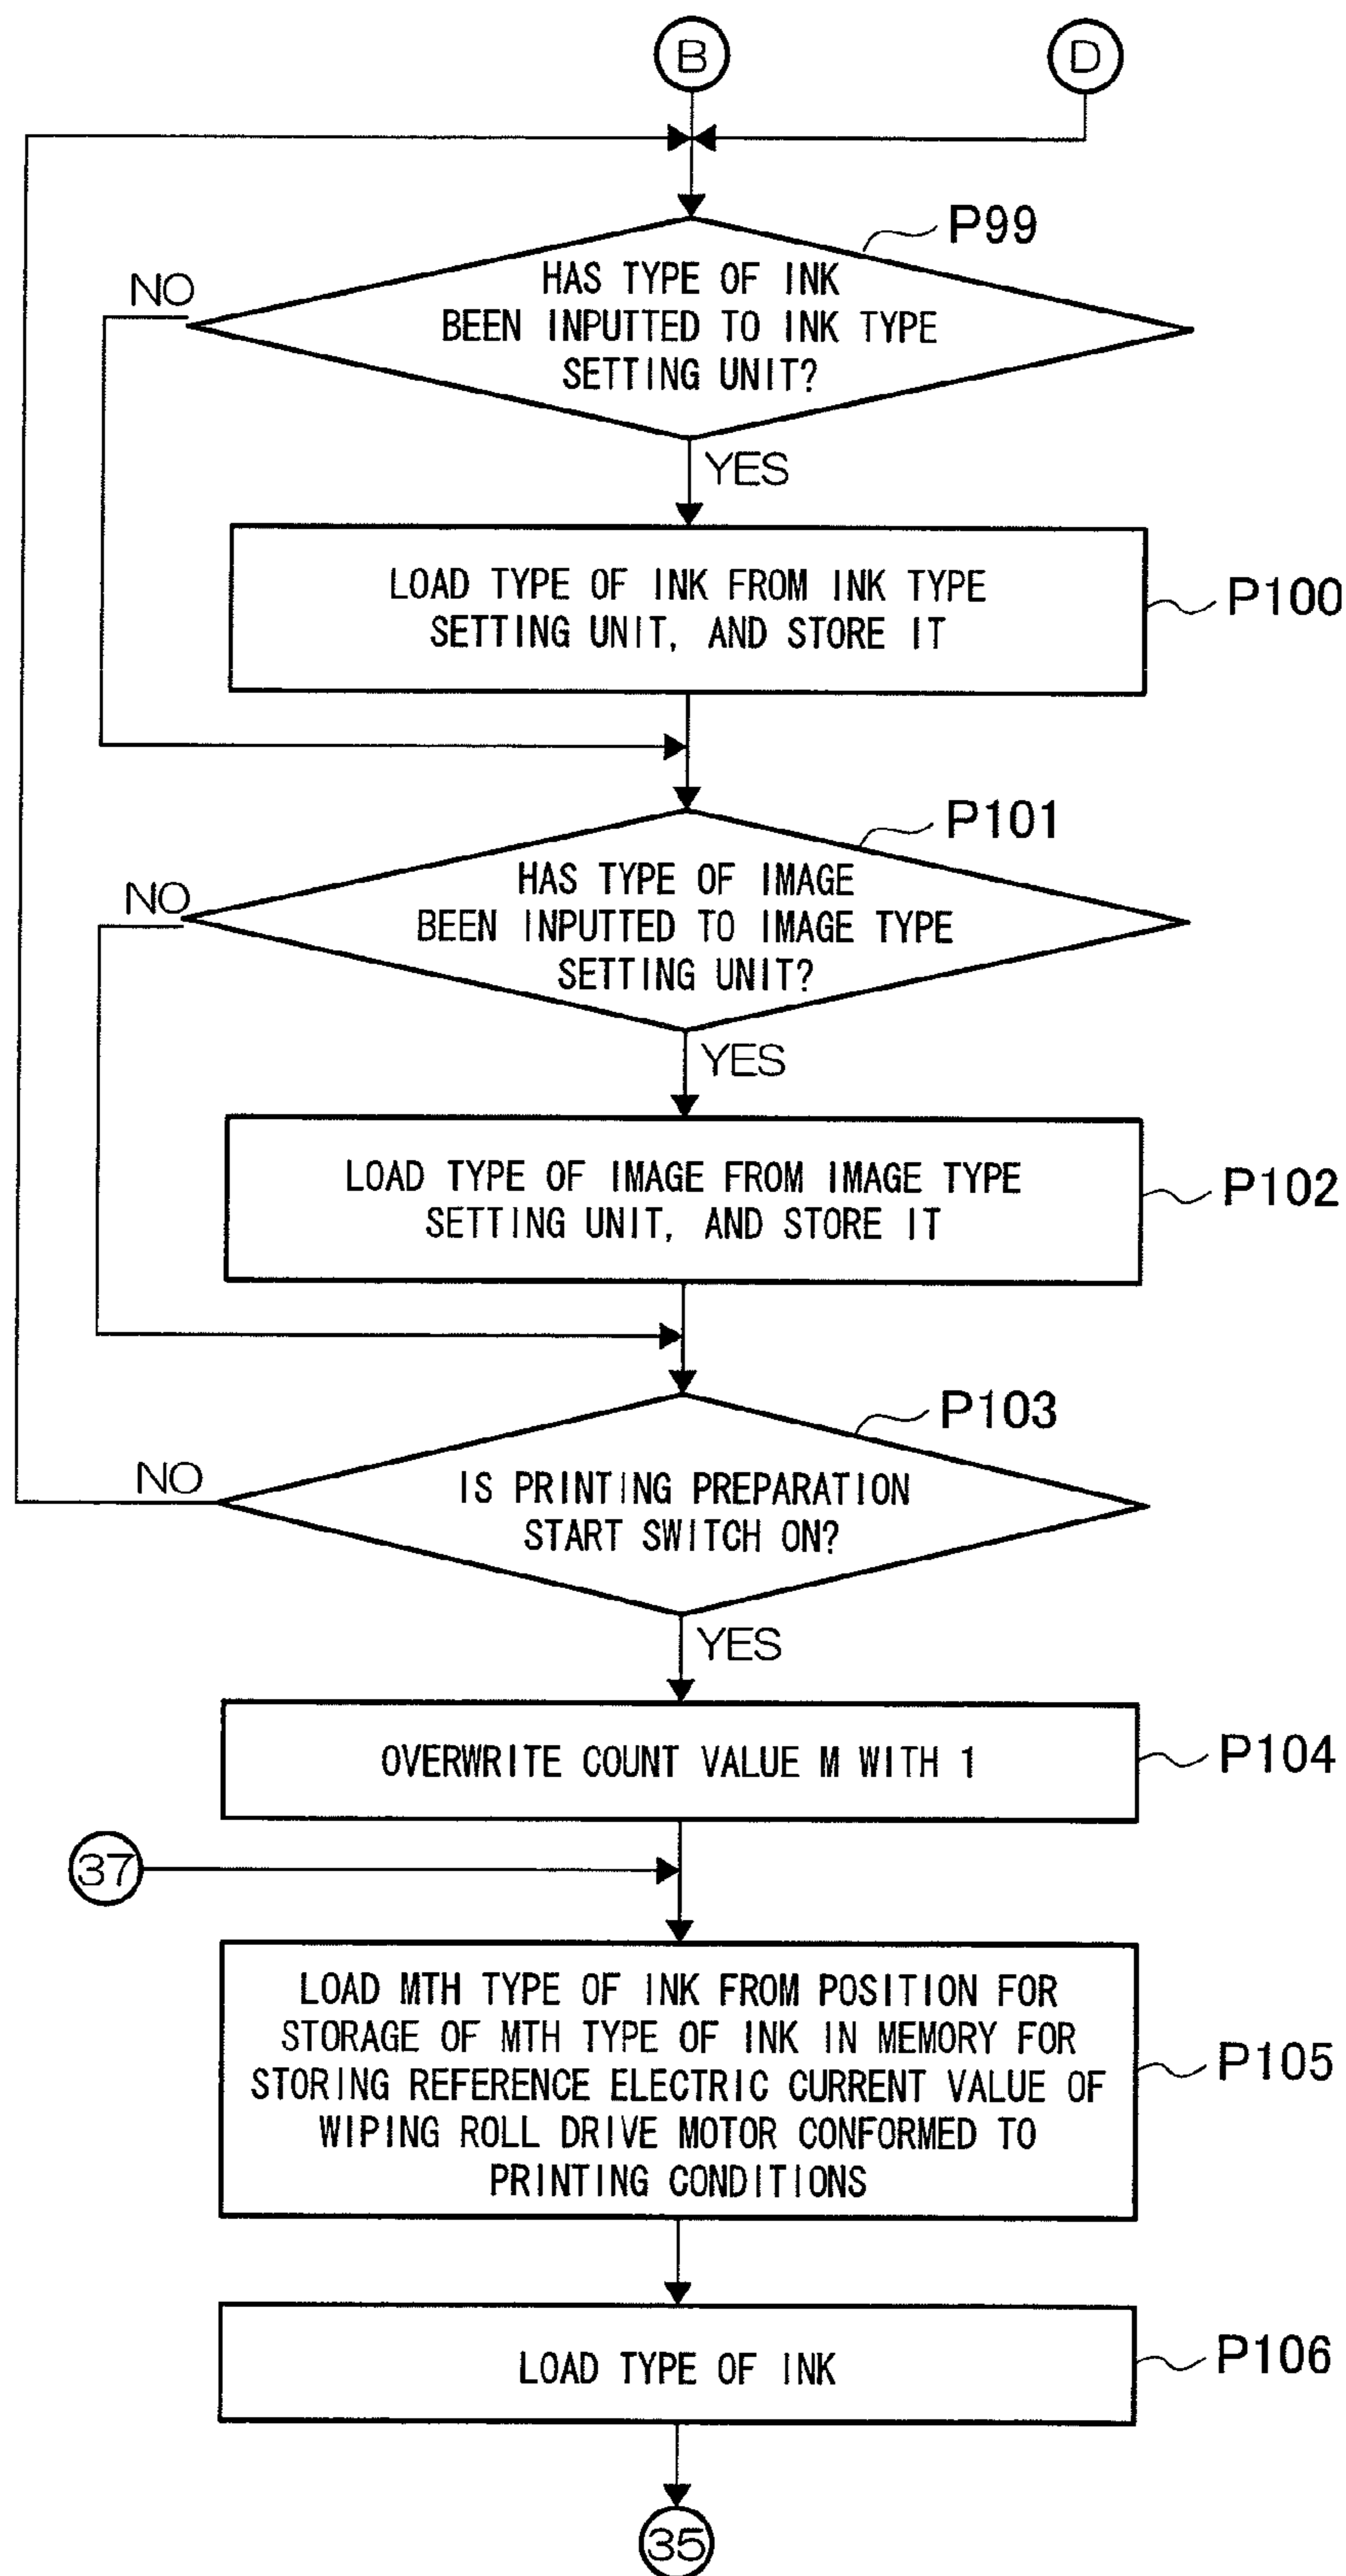 B
D
P99
HAS TYPE OF INK
BEEN INPUTTED TO INK TYPE
SETTING UNIT?
NO
YES
LOAD TYPE OF INK FROM INK TYPE
SETTING UNIT, AND STORE IT
P100
P101
HAS TYPE OF IMAGE
BEEN INPUTTED TO IMAGE TYPE
SETTING UNIT?
NO
YES
LOAD TYPE OF IMAGE FROM IMAGE TYPE
SETTING UNIT, AND STORE IT
P102
P103
IS PRINTING PREPARATION
START SWITCH ON?
NO
YES
OVERWRITE COUNT VALUE M WITH 1
P104
37
LOAD MTH TYPE OF INK FROM POSITION FOR
STORAGE OF MTH TYPE OF INK IN MEMORY FOR
STORING REFERENCE ELECTRIC CURRENT VALUE OF
WIPING ROLL DRIVE MOTOR CONFORMED TO
PRINTING CONDITIONS
P105
LOAD TYPE OF INK
P106
35